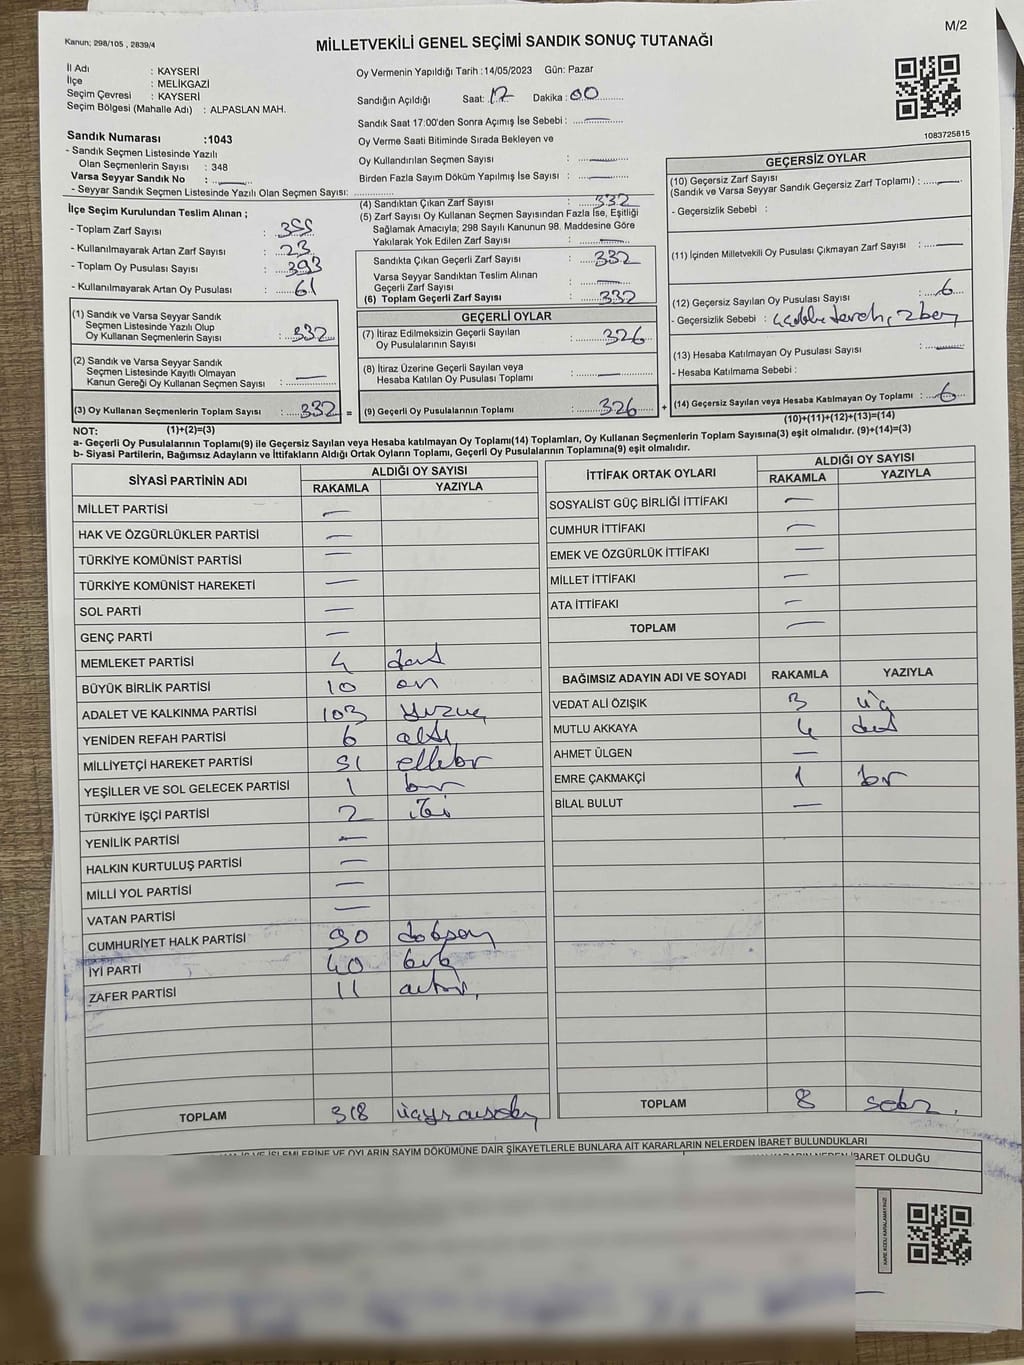 Kanun; 298/105 , 2839/4
M/2
MİLLETVEKİLİ GENEL SEÇİMİ SANDIK SONUÇ TUTANAĞI
İl Adı : KAYSERİ
İlçe : MELİKGAZİ
Seçim Çevresi : KAYSERİ
Seçim Bölgesi (Mahalle Adı) : ALPASLAN MAH.
Sandık Numarası :1043
- Sandık Seçmen Listesinde Yazılı
Olan Seçmenlerin Sayısı : 348
Varsa Seyyar Sandık No : —
- Seyyar Sandık Seçmen Listesinde Yazılı Olan Seçmen Sayısı:
Oy Vermenin Yapıldığı Tarih :14/05/2023 Gün: Pazar
Sandığın Açıldığı Saat: 17 Dakika : 00
Sandık Saat 17:00'den Sonra Açımış İse Sebebi : —
Oy Verme Saati Bitiminde Sırada Bekleyen ve
Oy Kullandırılan Seçmen Sayısı : —
Birden Fazla Sayım Döküm Yapılmış İse Sayısı : —
1083725815
İlçe Seçim Kurulundan Teslim Alınan ;
- Toplam Zarf Sayısı : 355
- Kullanılmayarak Artan Zarf Sayısı : 23
- Toplam Oy Pusulası Sayısı : 393
- Kullanılmayarak Artan Oy Pusulası : 61
(1) Sandık ve Varsa Seyyar Sandık
Seçmen Listesinde Yazılı Olup
Oy Kullanan Seçmenlerin Sayısı : 332
(2) Sandık ve Varsa Seyyar Sandık
Seçmen Listesinde Kayıtlı Olmayan —
Kanun Gereği Oy Kullanan Seçmen Sayısı :
(3) Oy Kullanan Seçmenlerin Toplam Sayısı : 332 =
(4) Sandıktan Çıkan Zarf Sayısı : 332
(5) Zarf Sayısı Oy Kullanan Seçmen Sayısından Fazla İse, Eşitliği
Sağlamak Amacıyla; 298 Sayılı Kanunun 98. Maddesine Göre
Yakılarak Yok Edilen Zarf Sayısı : —
Sandıkta Çıkan Geçerli Zarf Sayısı : 332
Varsa Seyyar Sandıktan Teslim Alınan
Geçerli Zarf Sayısı : —
(6) Toplam Geçerli Zarf Sayısı : 332
GEÇERLİ OYLAR
(7) İtiraz Edilmeksizin Geçerli Sayılan
Oy Pusulalarının Sayısı : 326
(8) İtiraz Üzerine Geçerli Sayılan veya
Hesaba Katılan Oy Pusulası Toplamı : —
(9) Geçerli Oy Pusulalarının Toplamı : 326 +
GEÇERSİZ OYLAR
(10) Geçersiz Zarf Sayısı
(Sandık ve Varsa Seyyar Sandık Geçersiz Zarf Toplamı) : —
- Geçersizlik Sebebi :
(11) İçinden Milletvekili Oy Pusulası Çıkmayan Zarf Sayısı : —
(12) Geçersiz Sayılan Oy Pusulası Sayısı : 6
- Geçersizlik Sebebi :
(13) Hesaba Katılmayan Oy Pusulası Sayısı : —
- Hesaba Katılmama Sebebi :
(14) Geçersiz Sayılan veya Hesaba Katılmayan Oy Toplamı : 6
NOT: (1)+(2)=(3) (10)+(11)+(12)+(13)=(14)
a- Geçerli Oy Pusulalarının Toplamı(9) ile Geçersiz Sayılan veya Hesaba katılmayan Oy Toplamı(14) Toplamları, Oy Kullanan Seçmenlerin Toplam Sayısına(3) eşit olmalıdır. (9)+(14)=(3)
b- Siyasi Partilerin, Bağımsız Adayların ve İttifakların Aldığı Ortak Oyların Toplamı, Geçerli Oy Pusulalarının Toplamına(9) eşit olmalıdır.
SİYASİ PARTİNİN ADI ALDIĞI OY SAYISI
RAKAMLA YAZIYLA
MİLLET PARTİSİ —
HAK VE ÖZGÜRLÜKLER PARTİSİ —
TÜRKİYE KOMÜNİST PARTİSİ —
TÜRKİYE KOMÜNİST HAREKETİ —
SOL PARTİ —
GENÇ PARTİ —
MEMLEKET PARTİSİ 4 dört
BÜYÜK BİRLİK PARTİSİ 10 on
ADALET VE KALKINMA PARTİSİ 103 yüzüç
YENİDEN REFAH PARTİSİ 6 altı
MİLLİYETÇİ HAREKET PARTİSİ 51 ellibir
YEŞİLLER VE SOL GELECEK PARTİSİ 1 bir
TÜRKİYE İŞÇİ PARTİSİ 2 iki
YENİLİK PARTİSİ —
HALKIN KURTULUŞ PARTİSİ —
MİLLİ YOL PARTİSİ —
VATAN PARTİSİ —
CUMHURİYET HALK PARTİSİ 90 doksan
İYİ PARTİ 40 kırk
ZAFER PARTİSİ 11 onbir
TOPLAM 318 üçyüzonsekiz
İTTİFAK ORTAK OYLARI ALDIĞI OY SAYISI
RAKAMLA YAZIYLA
SOSYALİST GÜÇ BİRLİĞİ İTTİFAKI —
CUMHUR İTTİFAKI —
EMEK VE ÖZGÜRLÜK İTTİFAKI —
MİLLET İTTİFAKI —
ATA İTTİFAKI —
TOPLAM —
BAĞIMSIZ ADAYIN ADI VE SOYADI RAKAMLA YAZIYLA
VEDAT ALİ ÖZIŞIK 3 üç
MUTLU AKKAYA 4 dört
AHMET ÜLGEN —
EMRE ÇAKMAKÇİ 1 bir
BİLAL BULUT —
TOPLAM 8 sekiz
İŞLEMLERİNE VE OYLARIN SAYIM DÖKÜMÜNE DAİR ŞİKAYETLERLE BUNLARA AİT KARARLARIN NELERDEN İBARET BULUNDUKLARI
KARARIN NEDEN İBARET OLDUĞU
KARE KODU KARALAMAYINIZ